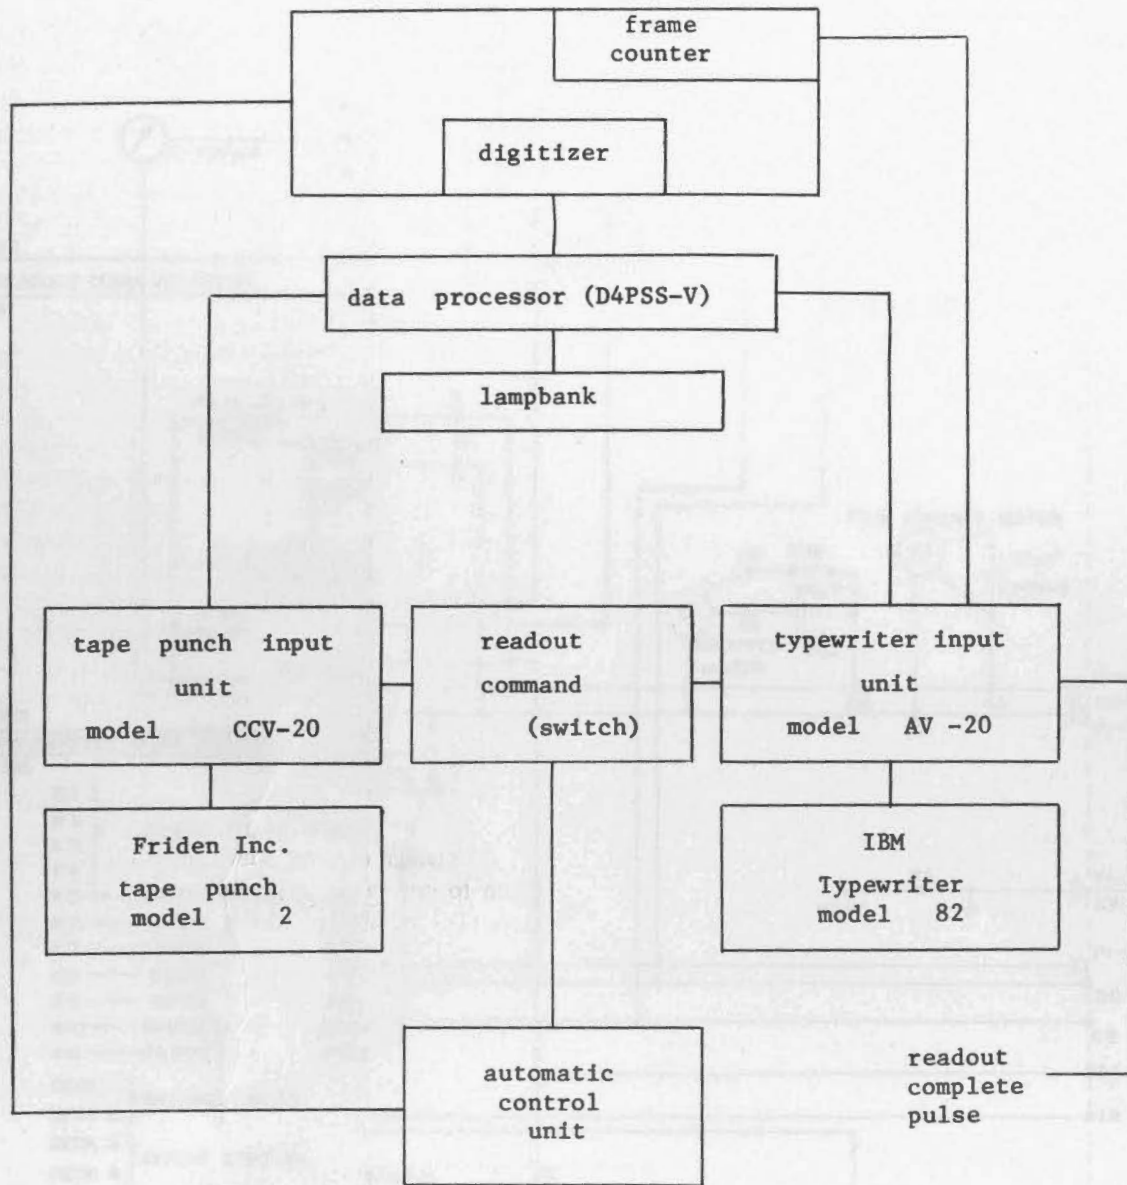 frame
counter
digitizer
data processor (D4PSS-V)
lampbank
tape punch input
unit
model CCV-20
readout
command
(switch)
typewriter input
unit
model AV -20
Friden Inc.
tape punch
model 2
IBM
Typewriter
model 82
automatic
control
unit
readout
complete
pulse